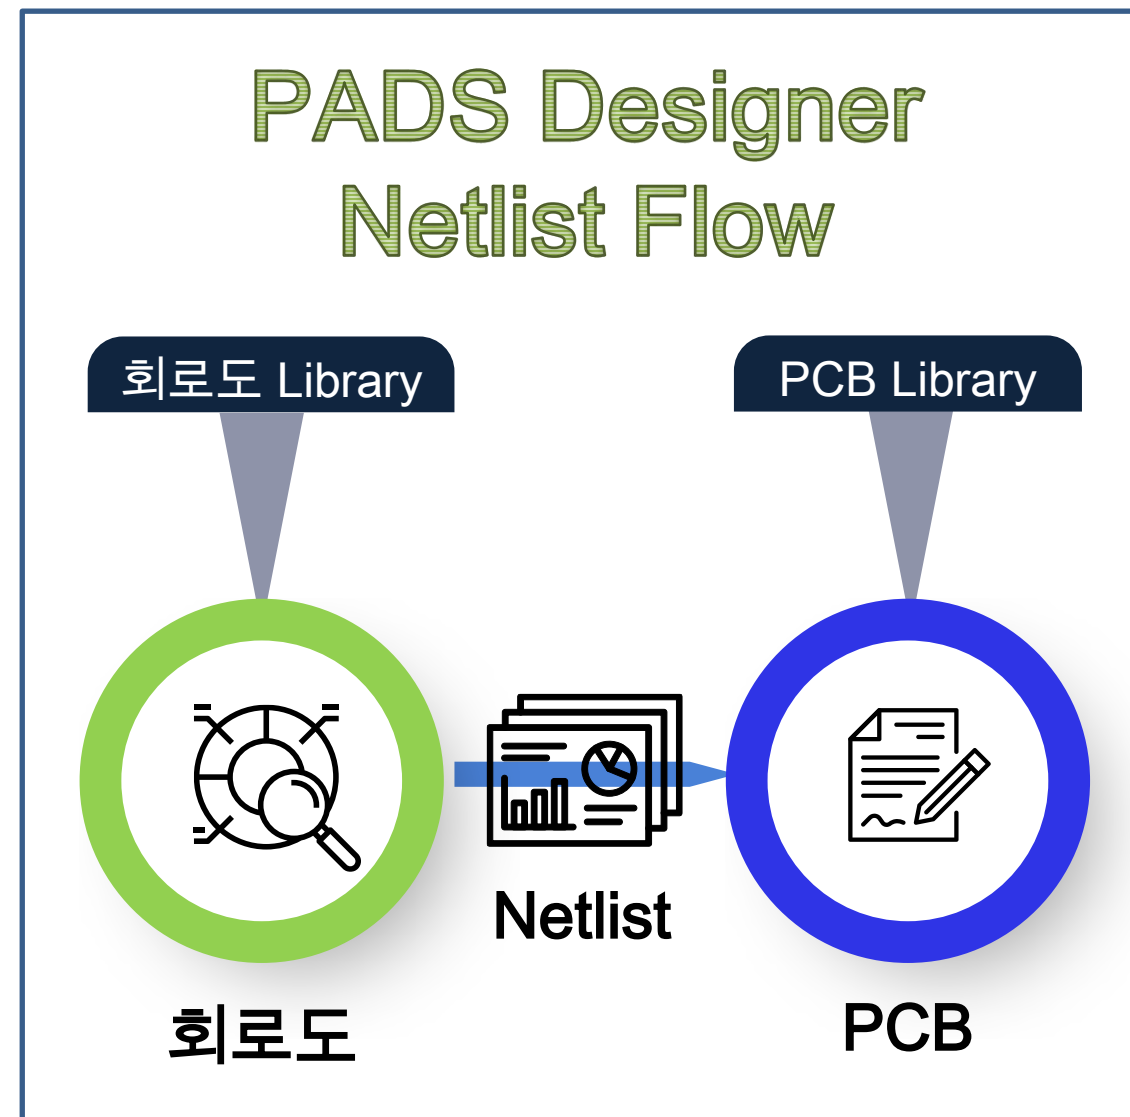 PADS Designer
Netlist Flow
회로도 Library
PCB Library
Netlist
회로도
PCB